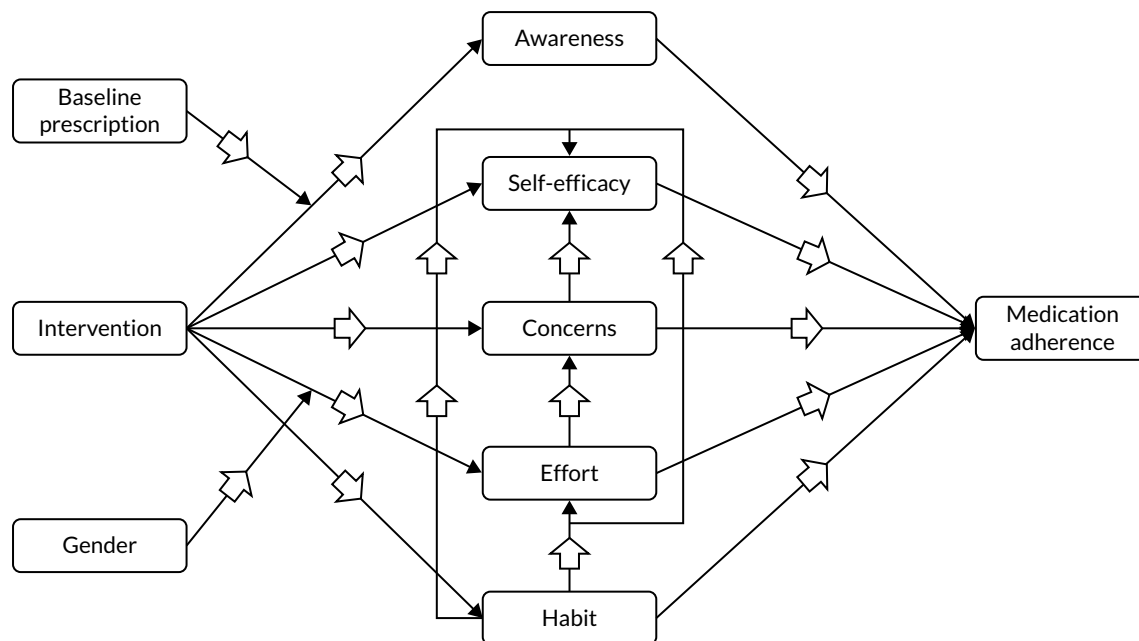 Awareness
Baseline
prescription
Self-efficacy
Intervention
Concerns
Medication
adherence
Effort
Gender
Habit